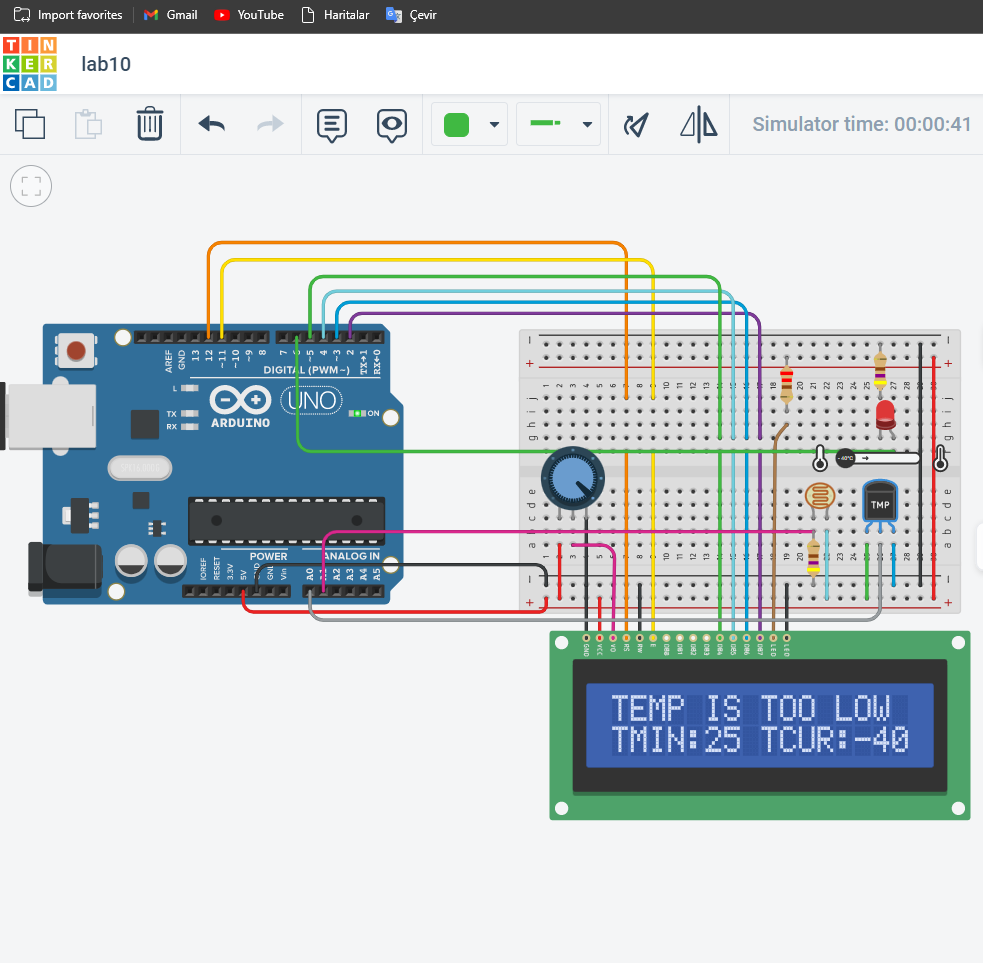 Import favorites Gmail YouTube Haritalar Çevir
TIN
KER
CAD
lab10
Simulator time: 00:00:41
AREF
GND
13
12
~11
~10
~9
8
7
~5
4
~3
2
TX→1
RX←0
DIGITAL (PWM~)
L
TX
RX
ARDUINO
UNO
ON
POWER
ANALOG IN
IOREF
RESET
3.3V
5V
GND
Vin
A0
A2
A3
A4
A5
-40°C
TMP
GND VCC VO RS RW E DB0 DB1 DB2 DB3 DB4 DB5 DB6 DB7 LED LED
TEMP IS TOO LOW
TMIN:25 TCUR:-40